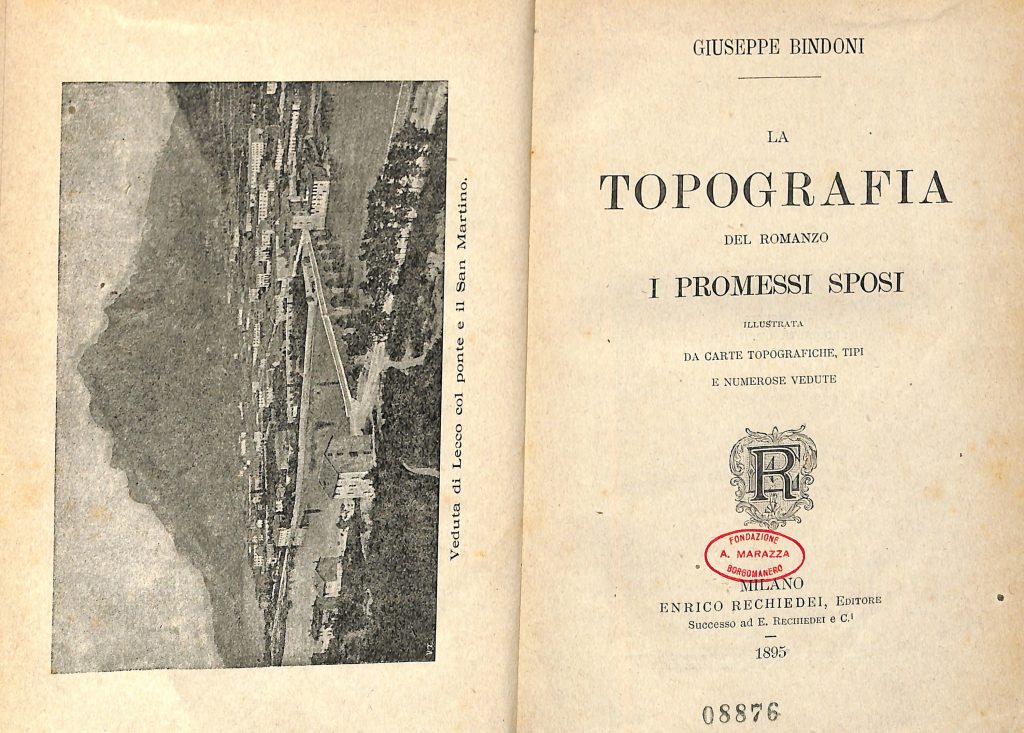 Veduta di Lecco col ponte e il San Martino.
GIUSEPPE BINDONI
LA
TOPOGRAFIA
DEL ROMANZO
I PROMESSI SPOSI
ILLUSTRATA
DA CARTE TOPOGRAFICHE, TIPI
E NUMEROSE VEDUTE
FONDAZIONE
A. MARAZZA
BORGOMANERO
MILANO
ENRICO RECHIEDEI, EDITORE
Successo ad E. RECHIEDEI e C.i
1895
08876